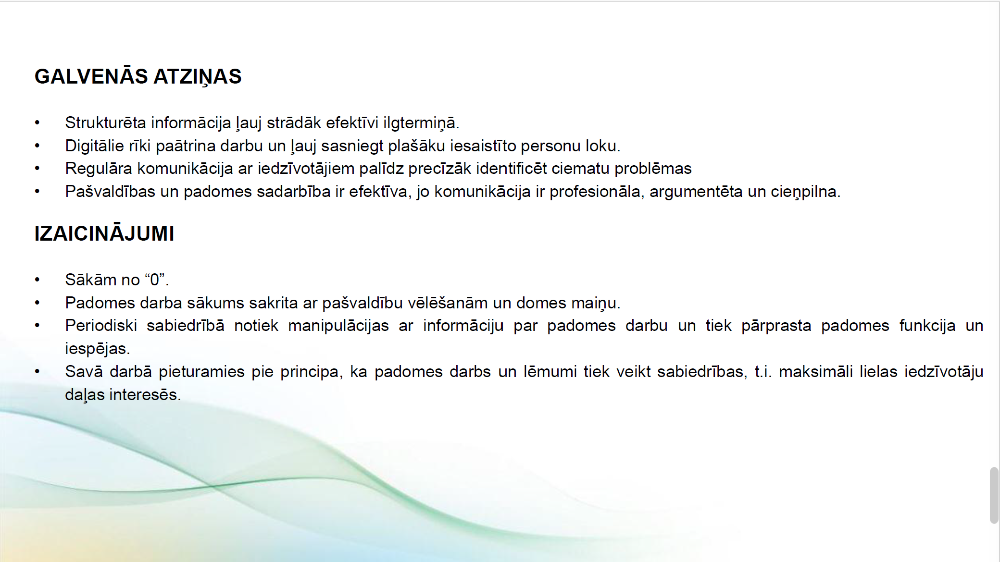 GALVENĀS ATZIŅAS
• Strukturēta informācija ļauj strādāk efektīvi ilgtermiņā.
• Digitālie rīki paātrina darbu un ļauj sasniegt plašāku iesaistīto personu loku.
• Regulāra komunikācija ar iedzīvotājiem palīdz precīzāk identificēt ciematu problēmas
• Pašvaldības un padomes sadarbība ir efektīva, jo komunikācija ir profesionāla, argumentēta un cieņpilna.
IZAICINĀJUMI
• Sākām no “0”.
• Padomes darba sākums sakrita ar pašvaldību vēlēšanām un domes maiņu.
• Periodiski sabiedrībā notiek manipulācijas ar informāciju par padomes darbu un tiek pārprasta padomes funkcija un
iespējas.
• Savā darbā pieturamies pie principa, ka padomes darbs un lēmumi tiek veikt sabiedrības, t.i. maksimāli lielas iedzīvotāju
daļas interesēs.